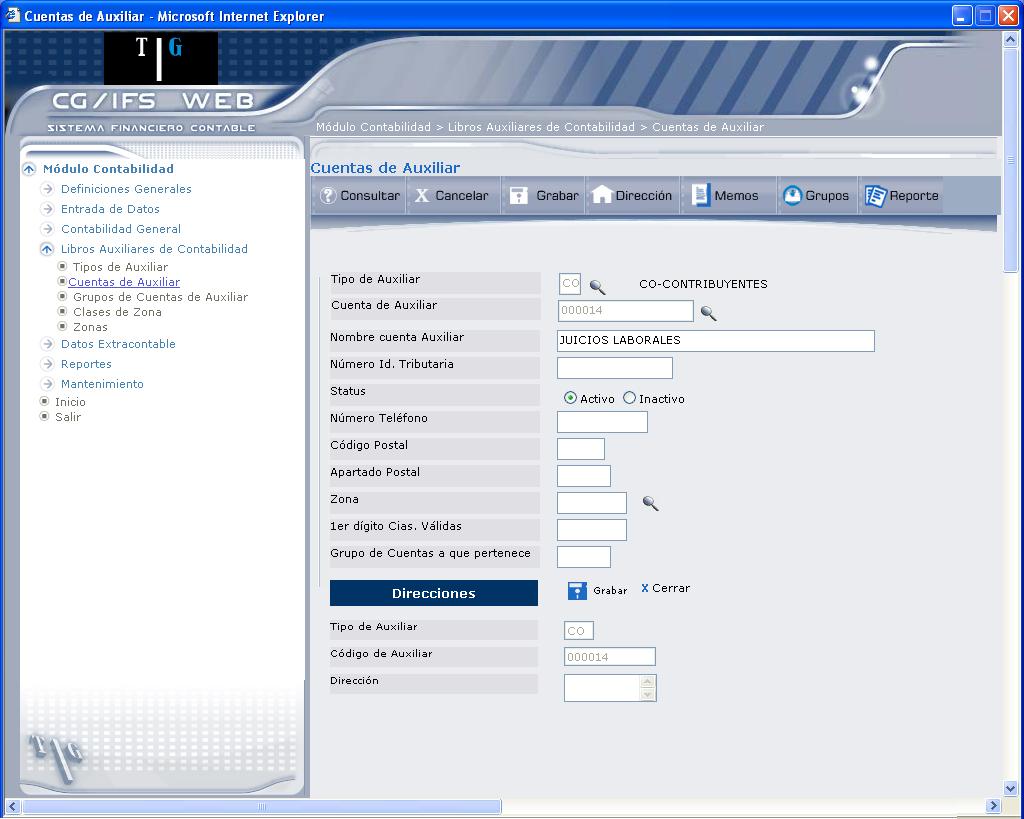 Cuentas de Auxiliar - Microsoft Internet Explorer
T G
CG/IFS WEB
SISTEMA FINANCIERO CONTABLE
Módulo Contabilidad > Libros Auxiliares de Contabilidad > Cuentas de Auxiliar
Módulo Contabilidad
Definiciones Generales
Entrada de Datos
Contabilidad General
Libros Auxiliares de Contabilidad
Tipos de Auxiliar
Cuentas de Auxiliar
Grupos de Cuentas de Auxiliar
Clases de Zona
Zonas
Datos Extracontable
Reportes
Mantenimiento
Inicio
Salir
T G
Cuentas de Auxiliar
? Consultar X Cancelar Grabar Dirección Memos Grupos Reporte
Tipo de Auxiliar CO CO-CONTRIBUYENTES
Cuenta de Auxiliar 000014
Nombre cuenta Auxiliar JUICIOS LABORALES
Número Id. Tributaria
Status Activo Inactivo
Número Teléfono
Código Postal
Apartado Postal
Zona
1er dígito Cias. Válidas
Grupo de Cuentas a que pertenece
Direcciones Grabar X Cerrar
Tipo de Auxiliar CO
Código de Auxiliar 000014
Dirección